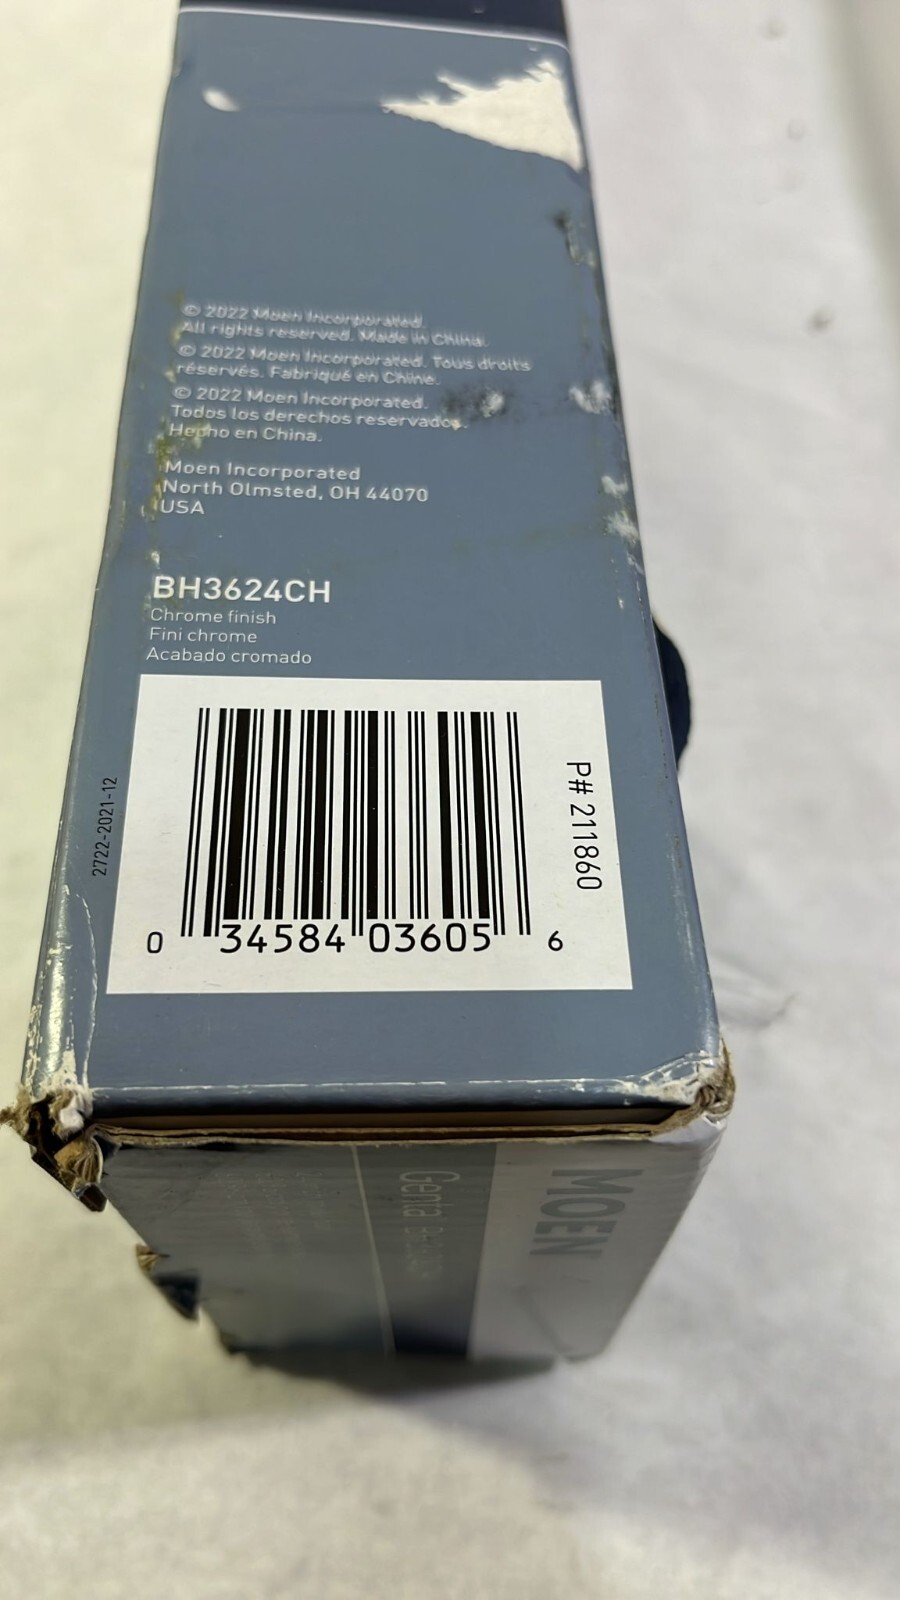 © 2022 Moen Incorporated.
All rights reserved. Made in China.
© 2022 Moen Incorporated. Tous droits
réservés. Fabriqué en Chine.
© 2022 Moen Incorporated.
Todos los derechos reservados.
Hecho en China.
Moen Incorporated
North Olmsted, OH 44070
USA
BH3624CH
Chrome finish
Fini chrome
Acabado cromado
2722-2021-12
P# 211860
0 34584 03605 6
MOEN
Genta